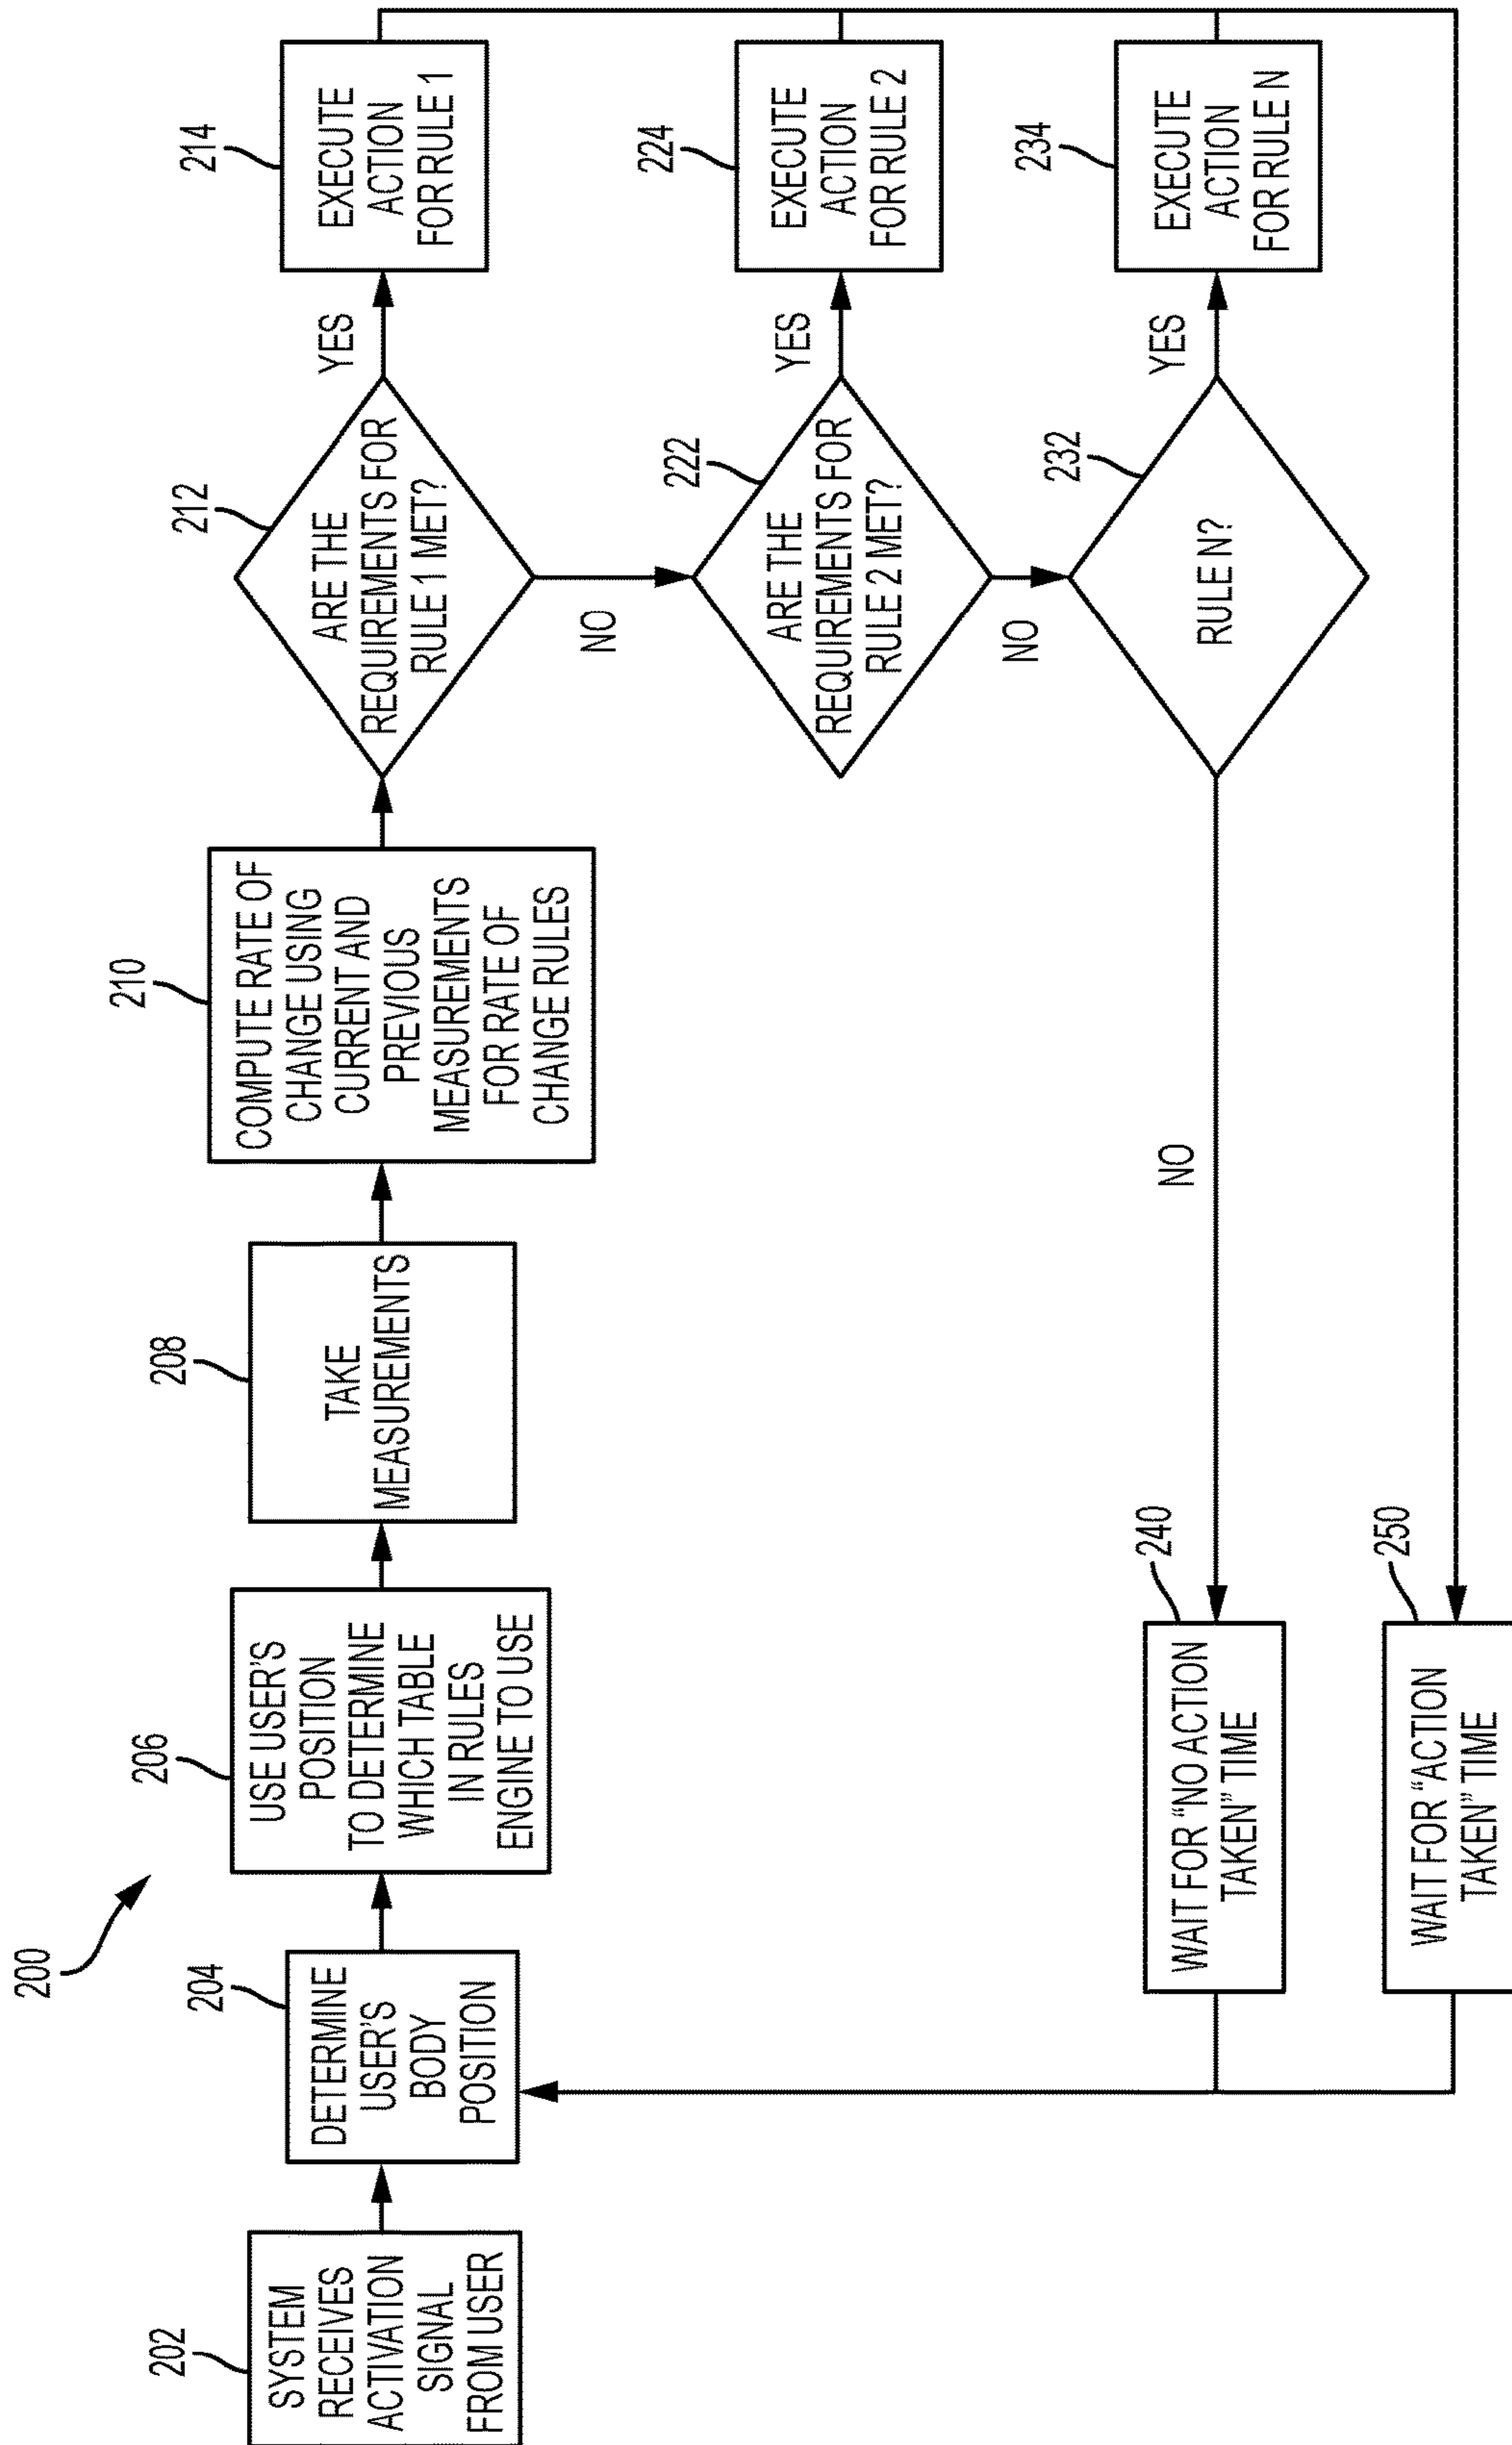 200
202
SYSTEM
RECEIVES
ACTIVATION
SIGNAL
FROM USER
204
DETERMINE
USER'S
BODY
POSITION
206
USE USER'S
POSITION
TO DETERMINE
WHICH TABLE
IN RULES
ENGINE TO USE
208
TAKE
MEASUREMENTS
210
COMPUTE RATE OF
CHANGE USING
CURRENT AND
PREVIOUS
MEASUREMENTS
FOR RATE OF
CHANGE RULES
212
ARE THE
REQUIREMENTS FOR
RULE 1 MET?
YES
214
EXECUTE
ACTION
FOR RULE 1
NO
222
ARE THE
REQUIREMENTS FOR
RULE 2 MET?
YES
224
EXECUTE
ACTION
FOR RULE 2
NO
232
RULE N?
YES
234
EXECUTE
ACTION
FOR RULE N
NO
240
WAIT FOR “NO ACTION
TAKEN” TIME
250
WAIT FOR “ACTION
TAKEN” TIME